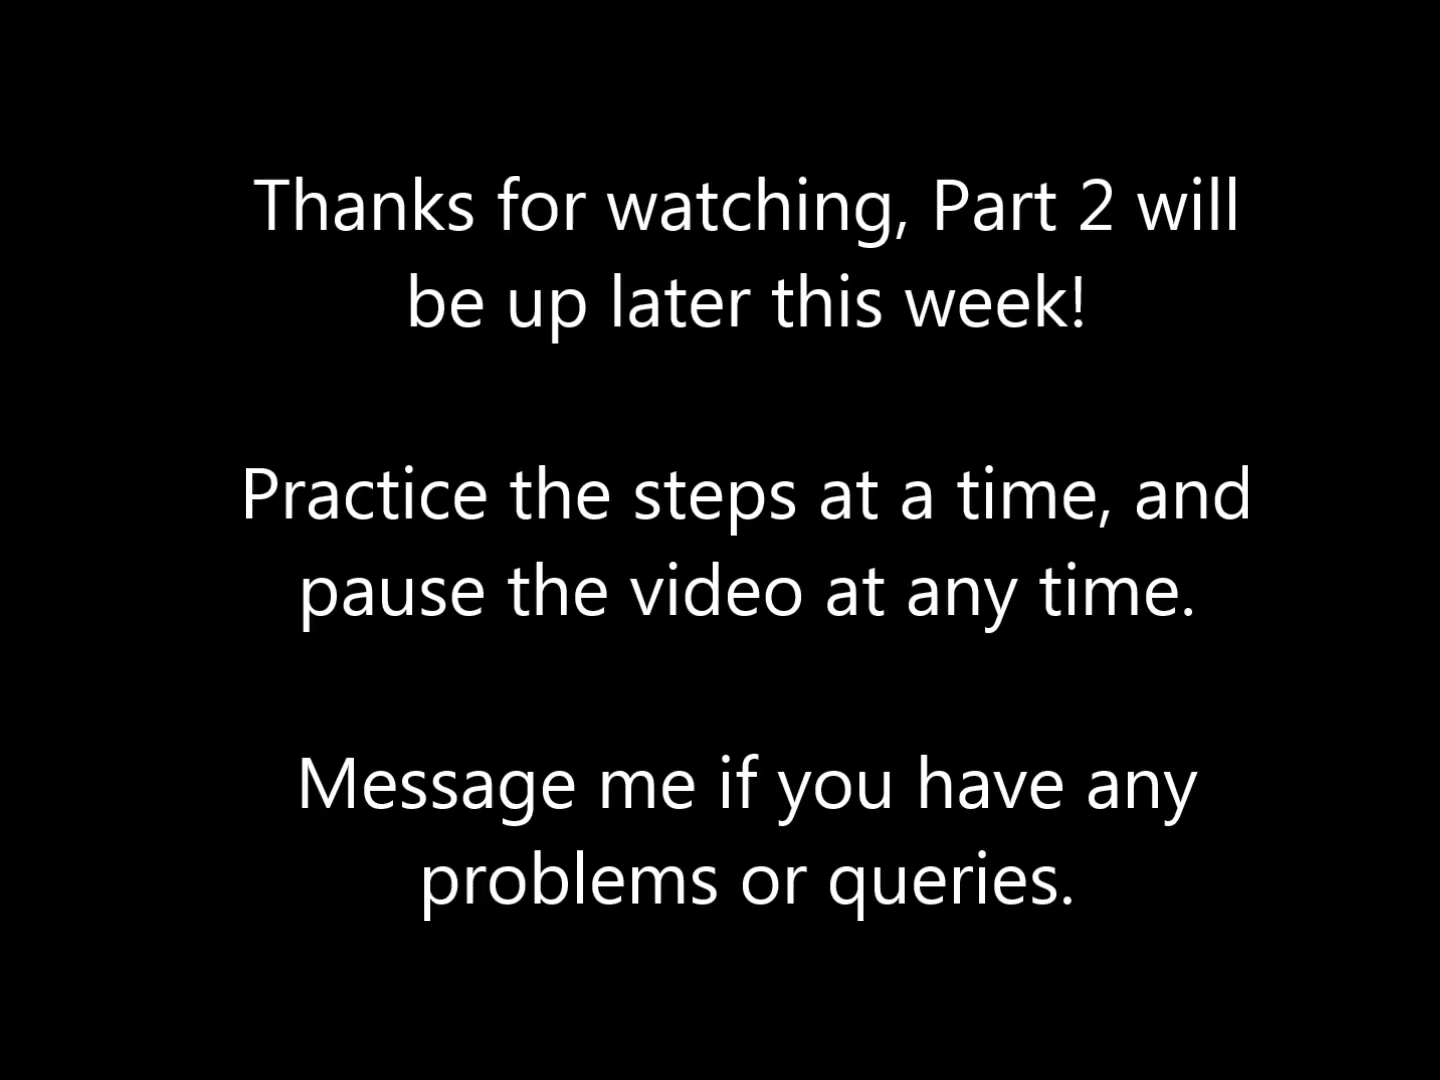 Thanks for watching, Part 2 will
be up later this week!
Practice the steps at a time, and
pause the video at any time.
Message me if you have any
problems or queries.